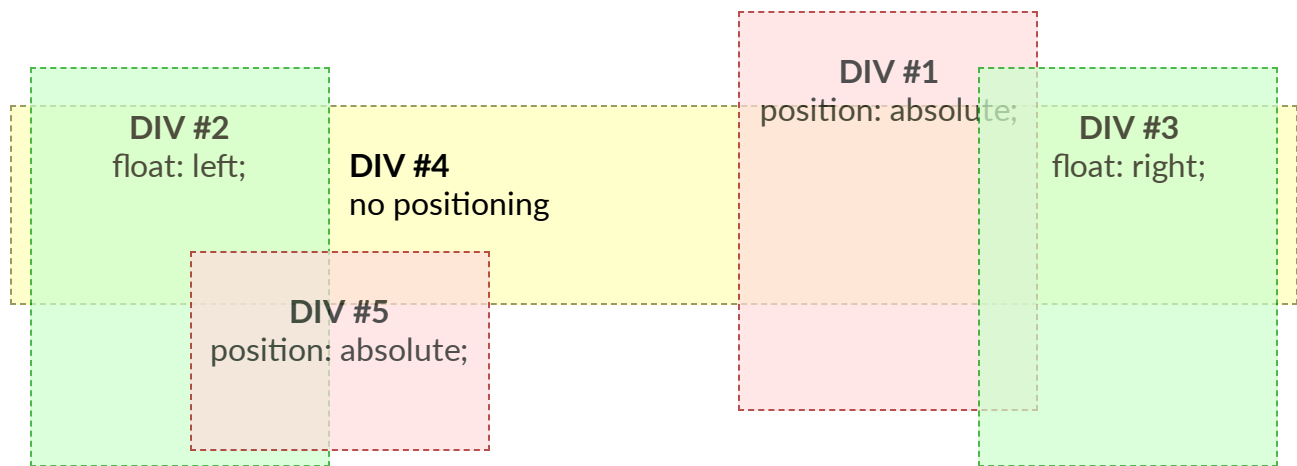 DIV #1
position: absolute;
DIV #2
float: left;
DIV #3
float: right;
DIV #4
no positioning
DIV #5
position: absolute;